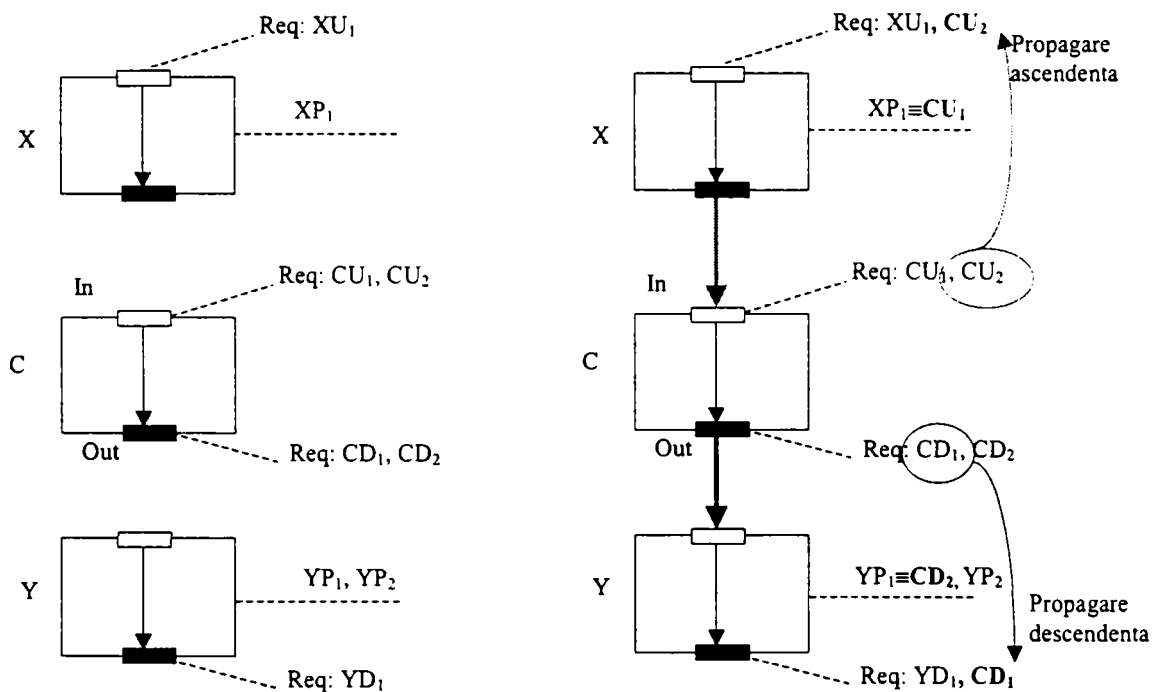 Req: XU₁
XP₁
X
In
Req: CU₁, CU₂
C
Out
Req: CD₁, CD₂
YP₁, YP₂
Y
Req: YD₁
Req: XU₁, CU₂
Propagare
ascendenta
XP₁≡CU₁
X
Req: CU₁, CU₂
In
C
Out
Req: CD₁, CD₂
YP₁≡CD₂, YP₂
Y
Propagare
descendenta
Req: YD₁, CD₁